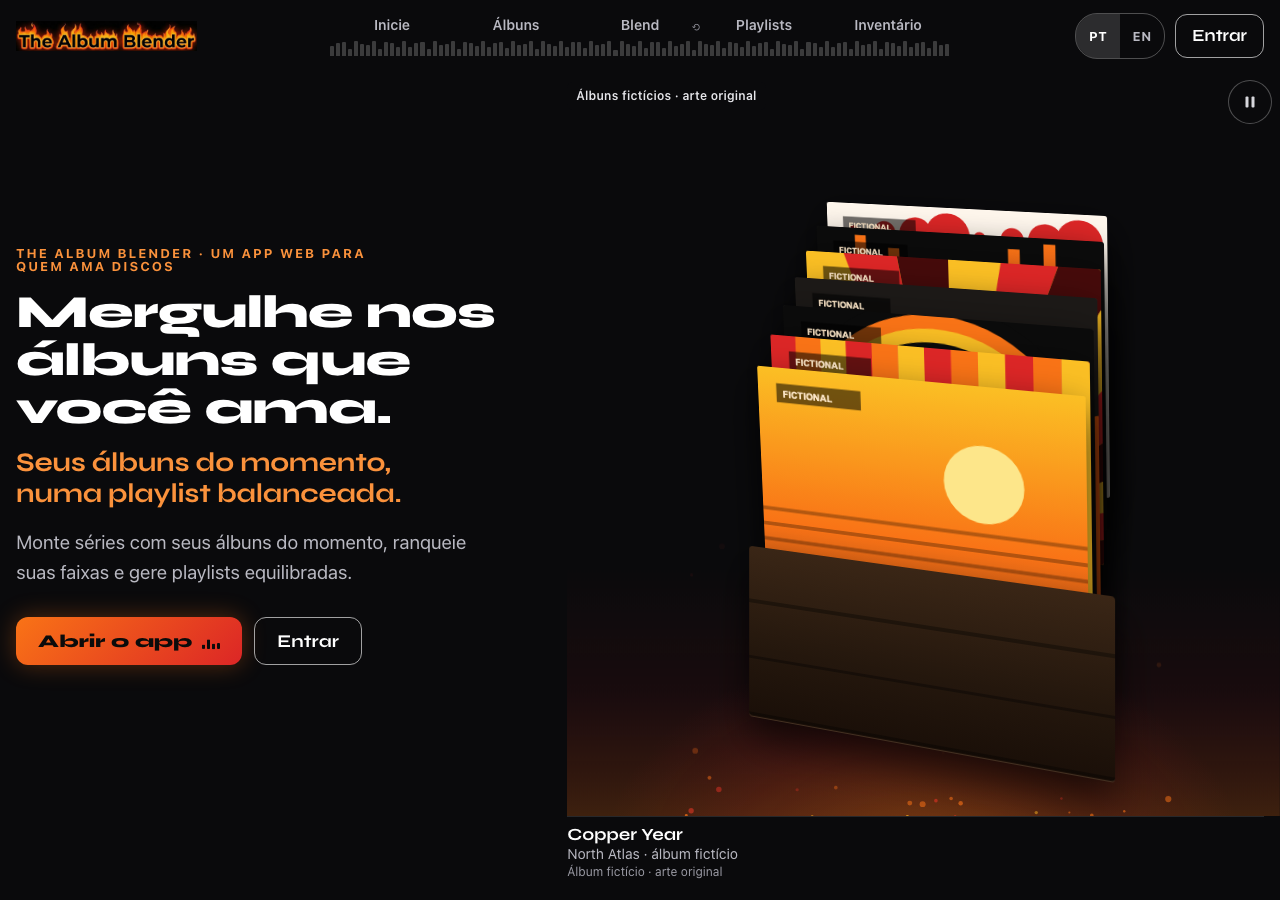 The Album Blender
Inicie
Álbuns
Blend
Playlists
Inventário
PT
EN
Entrar
Álbuns fictícios · arte original
THE ALBUM BLENDER · UM APP WEB PARA
QUEM AMA DISCOS
Mergulhe nos
álbuns que
você ama.
Seus álbuns do momento,
numa playlist balanceada.
Monte séries com seus álbuns do momento, ranqueie
suas faixas e gere playlists equilibradas.
Abrir o app
Entrar
FICTIONAL
FICTIONAL
FICTIONAL
FICTIONAL
FICTIONAL
FICTIONAL
FICTIONAL
Copper Year
North Atlas · álbum fictício
Álbum fictício · arte original